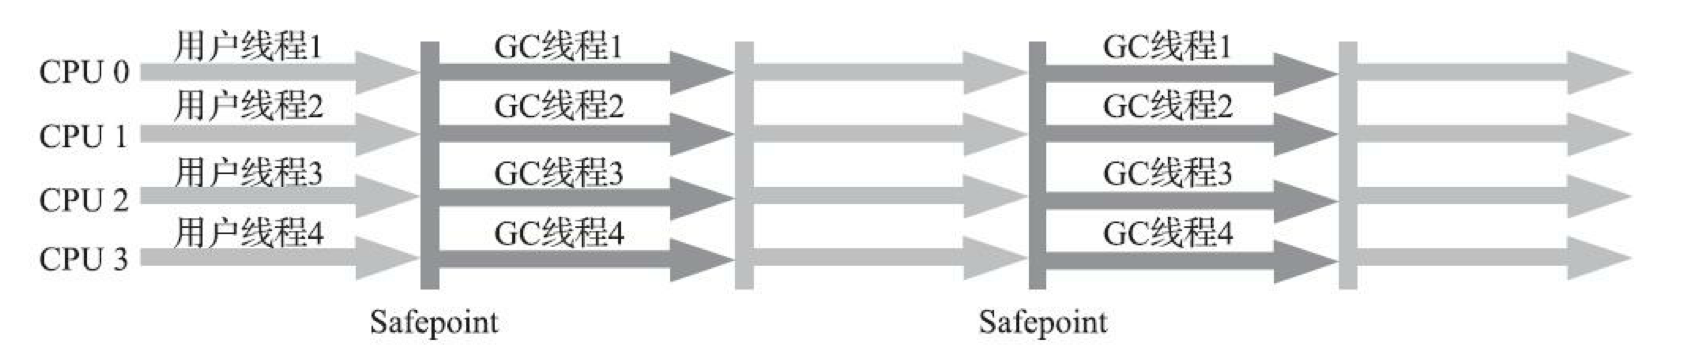 用户线程1 GC线程1 GC线程1
CPU 0
用户线程2 GC线程2 GC线程2
CPU 1
用户线程3 GC线程3 GC线程3
CPU 2
用户线程4 GC线程4 GC线程4
CPU 3
Safepoint Safepoint